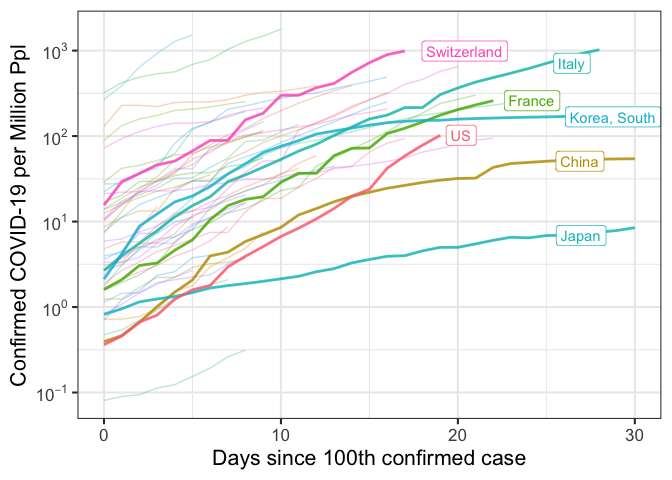 Confirmed COVID-19 per Million Ppl
10³
10²
10¹
10⁰
10⁻¹
Switzerland
Italy
France
Korea, South
US
China
Japan
0
10
20
30
Days since 100th confirmed case